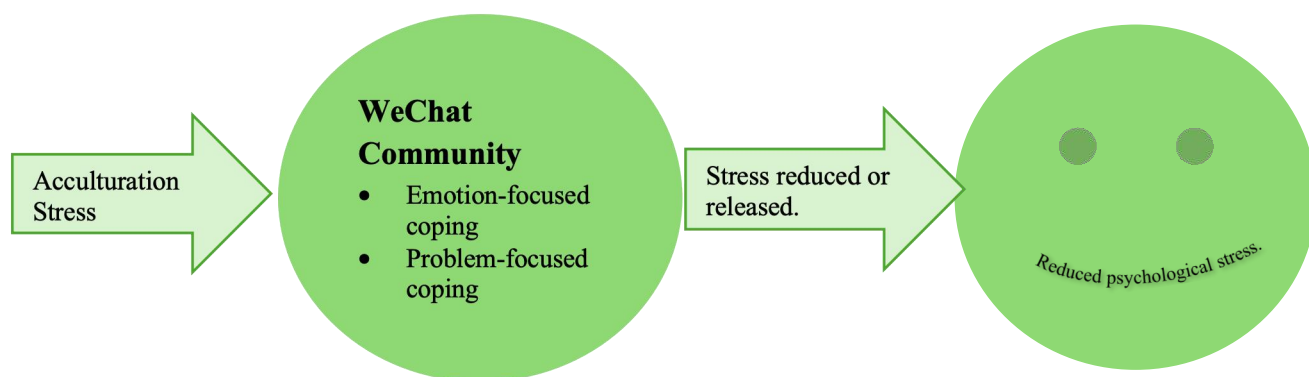 Acculturation
Stress
WeChat
Community
• Emotion-focused
coping
• Problem-focused
coping
Stress reduced or
released.
Reduced psychological stress.